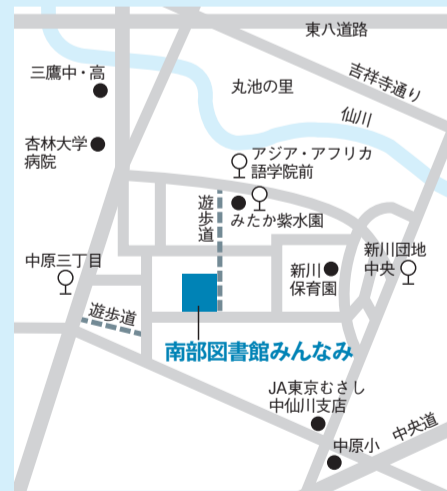 東八道路
三鷹中・高
丸池の里
吉祥寺通り
仙川
杏林大学
病院
アジア・アフリカ
語学院前
みたか紫水園
遊歩道
新川団地
中央
中原三丁目
新川
保育園
遊歩道
南部図書館みんなみ
JA東京むさし
中仙川支店
中央道
中原小